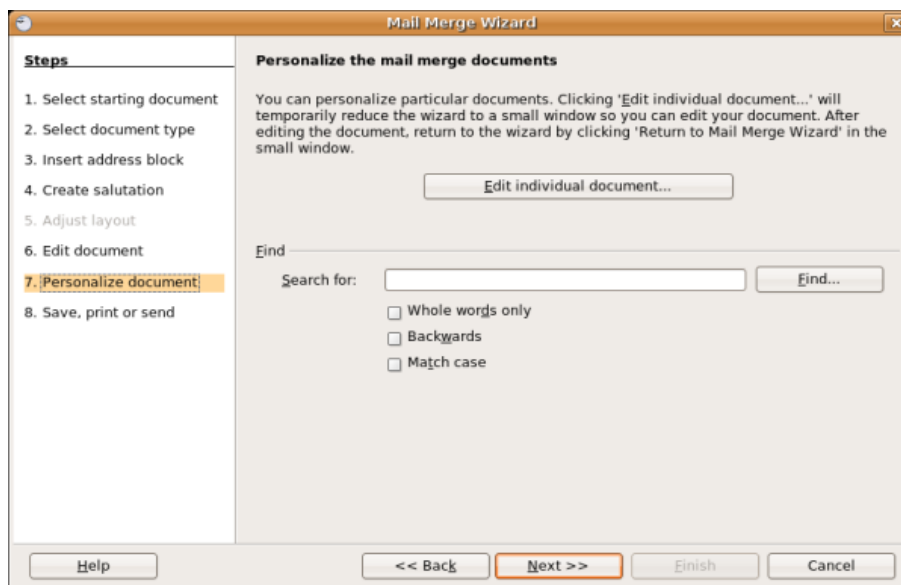 Mail Merge Wizard
Steps
1. Select starting document
2. Select document type
3. Insert address block
4. Create salutation
5. Adjust layout
6. Edit document
7. Personalize document
8. Save, print or send
Personalize the mail merge documents
You can personalize particular documents. Clicking 'Edit individual document...' will
temporarily reduce the wizard to a small window so you can edit your document. After
editing the document, return to the wizard by clicking 'Return to Mail Merge Wizard' in the
small window.
Edit individual document...
Find
Search for:
Find...
Whole words only
Backwards
Match case
Help
<< Back
Next >>
Finish
Cancel